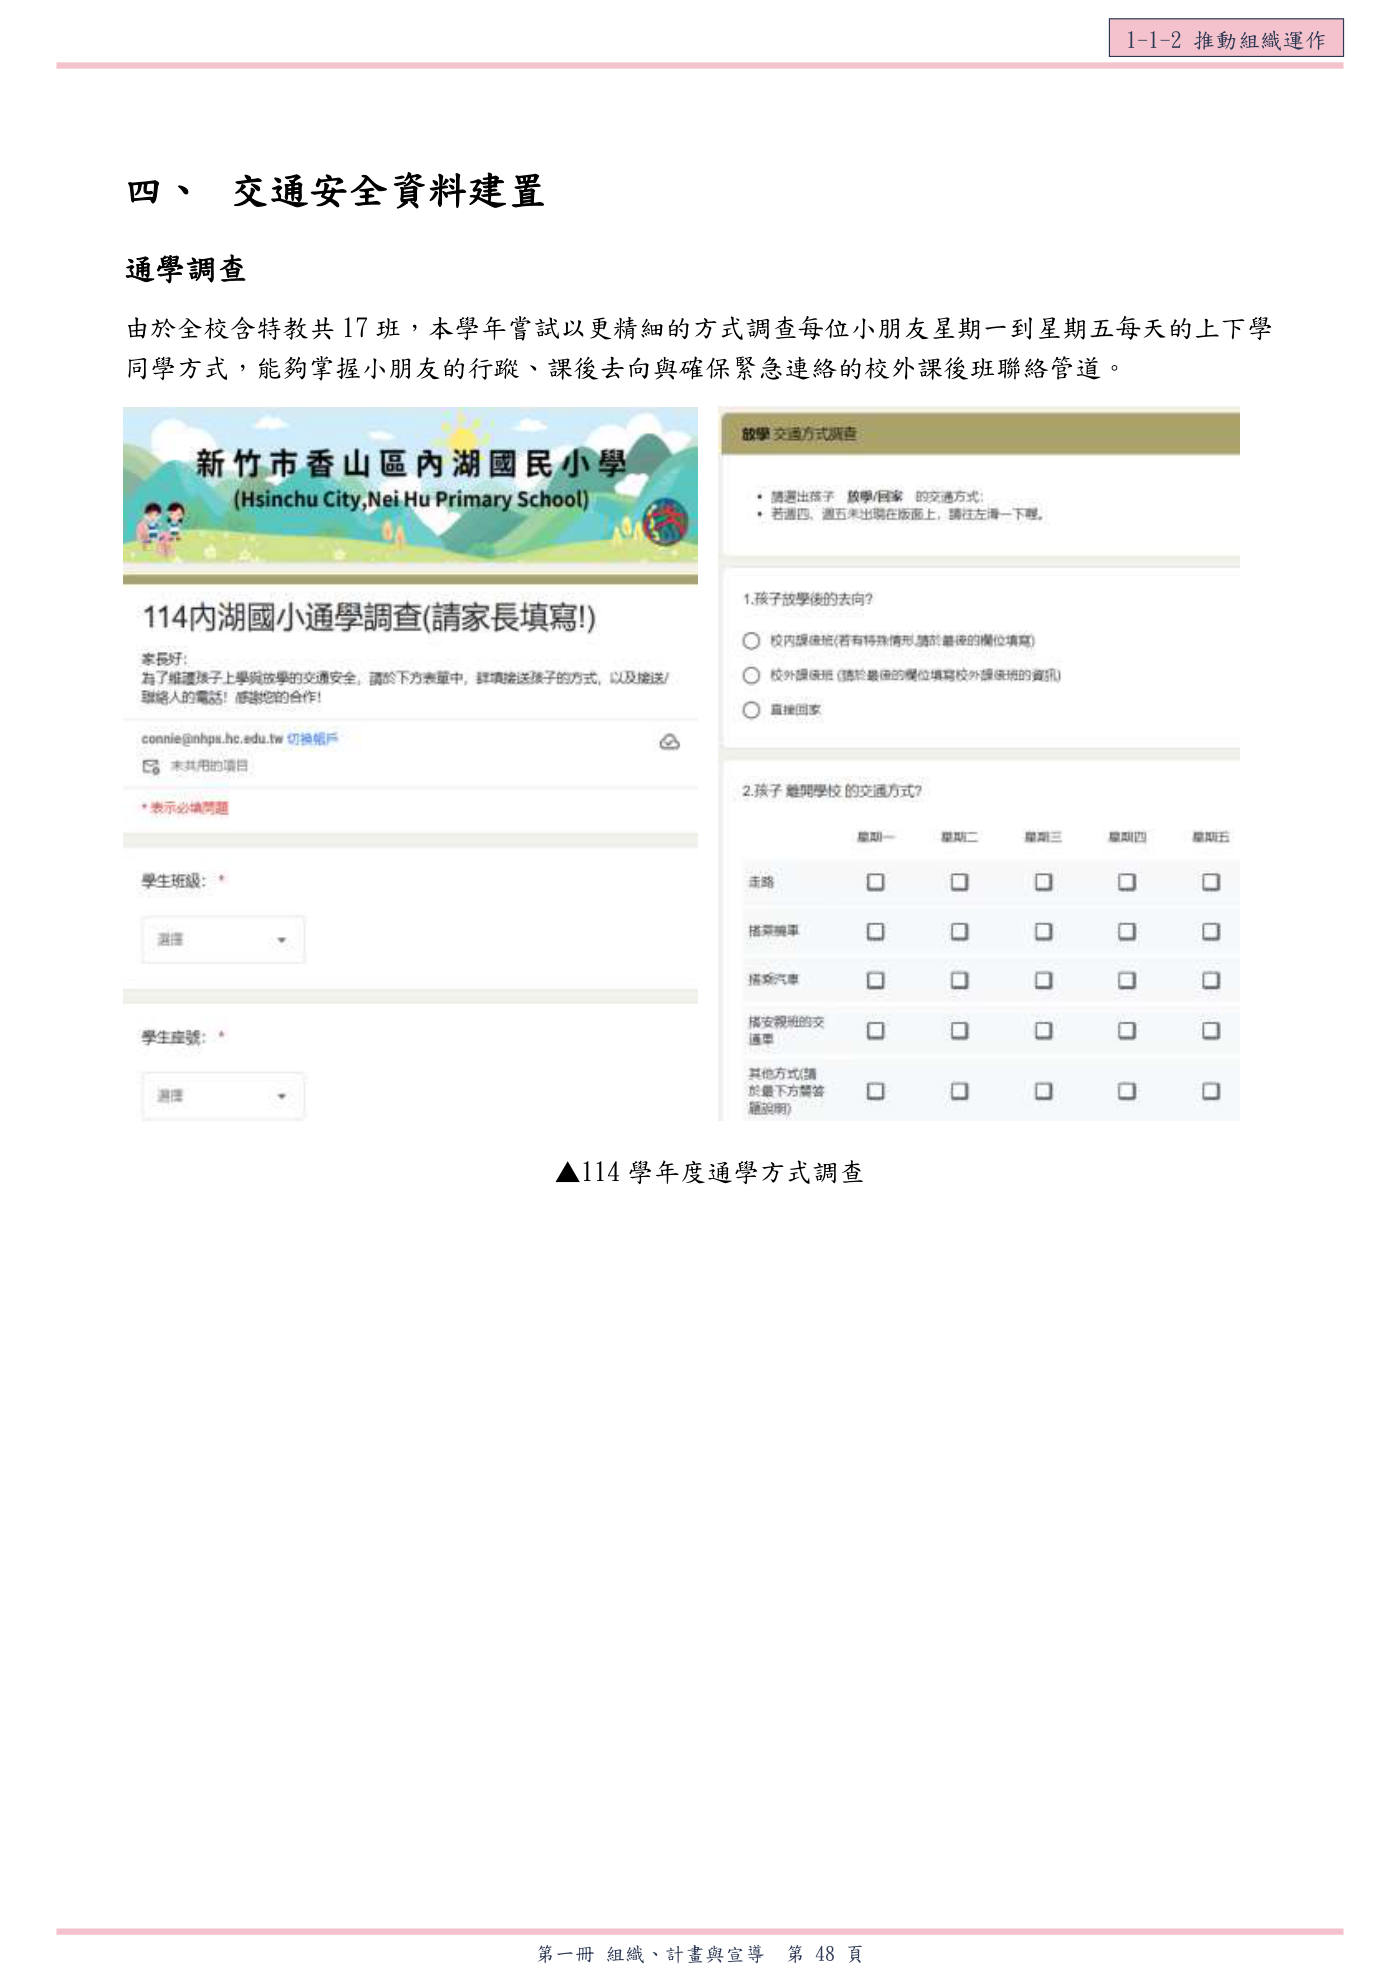 1-1-2 推動組織運作
四、 交通安全資料建置
通學調查
由於全校含特教共 17 班，本學年嘗試以更精細的方式調查每位小朋友星期一到星期五每天的上下學
同學方式，能夠掌握小朋友的行蹤、課後去向與確保緊急連絡的校外課後班聯絡管道。
新竹市香山區內湖國民小學
(Hsinchu City,Nei Hu Primary School)
114內湖國小通學調查(請家長填寫!)
家長好:
為了維護孩子上學與放學的交通安全，請於下方表單中，詳填接送孩子的方式，以及接送/
聯絡人的電話！感謝您的合作！
connie@nhps.hc.edu.tw 切換帳戶
未共用的項目
* 表示必填問題
學生班級： *
選擇
學生座號： *
選擇
放學 交通方式調查
• 請選出孩子 放學/回家 的交通方式：
• 若週四、週五未出現在版面上，請往左滑一下喔。
1.孩子放學後的去向?
校內課後班(若有特殊情形,請於最後的欄位填寫)
校外課後班 (請於最後的欄位填寫校外課後班的資訊)
直接回家
2.孩子 離開學校 的交通方式?
星期一 星期二 星期三 星期四 星期五
走路
搭乘機車
搭乘汽車
搭安親班的交
通車
其他方式(請
於最下方簡答
題說明)
▲114 學年度通學方式調查
第一冊 組織、計畫與宣導 第 48 頁